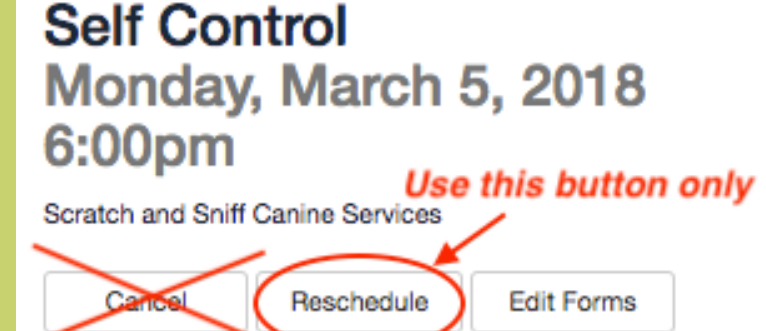 Self Control
Monday, March 5, 2018
6:00pm
Use this button only
Scratch and Sniff Canine Services
Cancel Reschedule Edit Forms